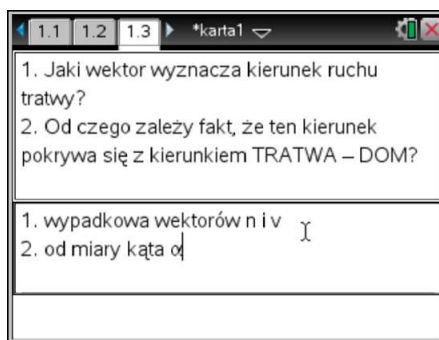 1.1 1.2 1.3 *karta1
1. Jaki wektor wyznacza kierunek ruchu
tratwy?
2. Od czego zależy fakt, że ten kierunek
pokrywa się z kierunkiem TRATWA – DOM?
1. wypadkowa wektorów n i v
2. od miary kąta α